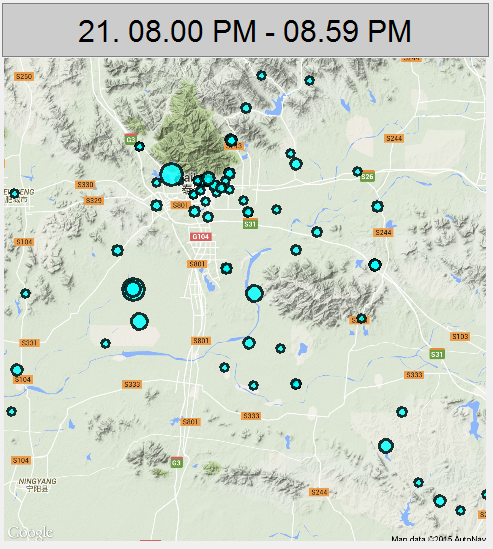 21. 08.00 PM - 08.59 PM
S250
G3
S244
S330
S26
S329
S801
S31
S104
G104
S244
S801
S331
S801
S103
S31
S104
S333
S333
S333
S801
S104
G3
NINGYANG
宁阳县
S244
Google
Map data ©2015 AutoNavi